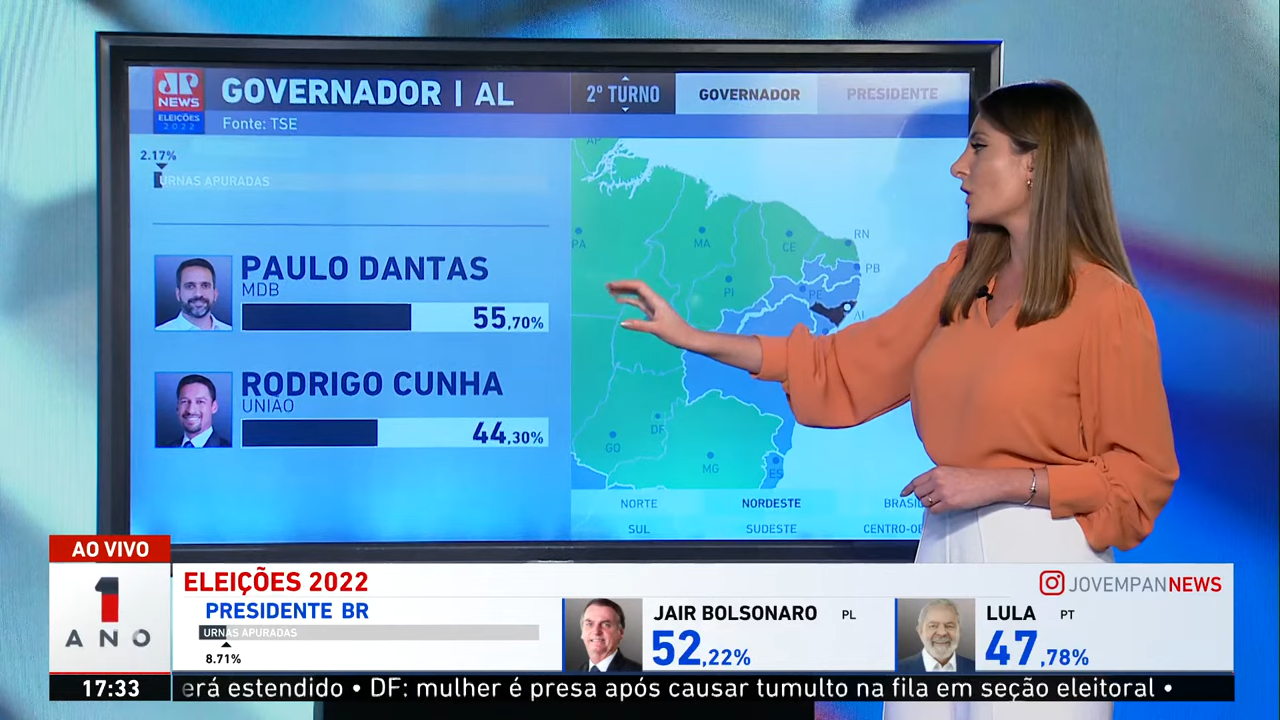 JP
NEWS
ELEIÇÕES
2022
GOVERNADOR | AL
Fonte: TSE
2º TURNO
GOVERNADOR
PRESIDENTE
2.17%
URNAS APURADAS
PAULO DANTAS
MDB
55,70%
RODRIGO CUNHA
UNIÃO
44,30%
AP
PA
MA
CE
RN
PB
PI
PE
AL
DF
GO
MG
ES
NORTE
NORDESTE
SUL
SUDESTE
AO VIVO
1
ANO
17:33
ELEIÇÕES 2022
JOVEMPANNEWS
PRESIDENTE BR
URNAS APURADAS
8.71%
JAIR BOLSONARO PL
52,22%
LULA PT
47,78%
erá estendido • DF: mulher é presa após causar tumulto na fila em seção eleitoral •